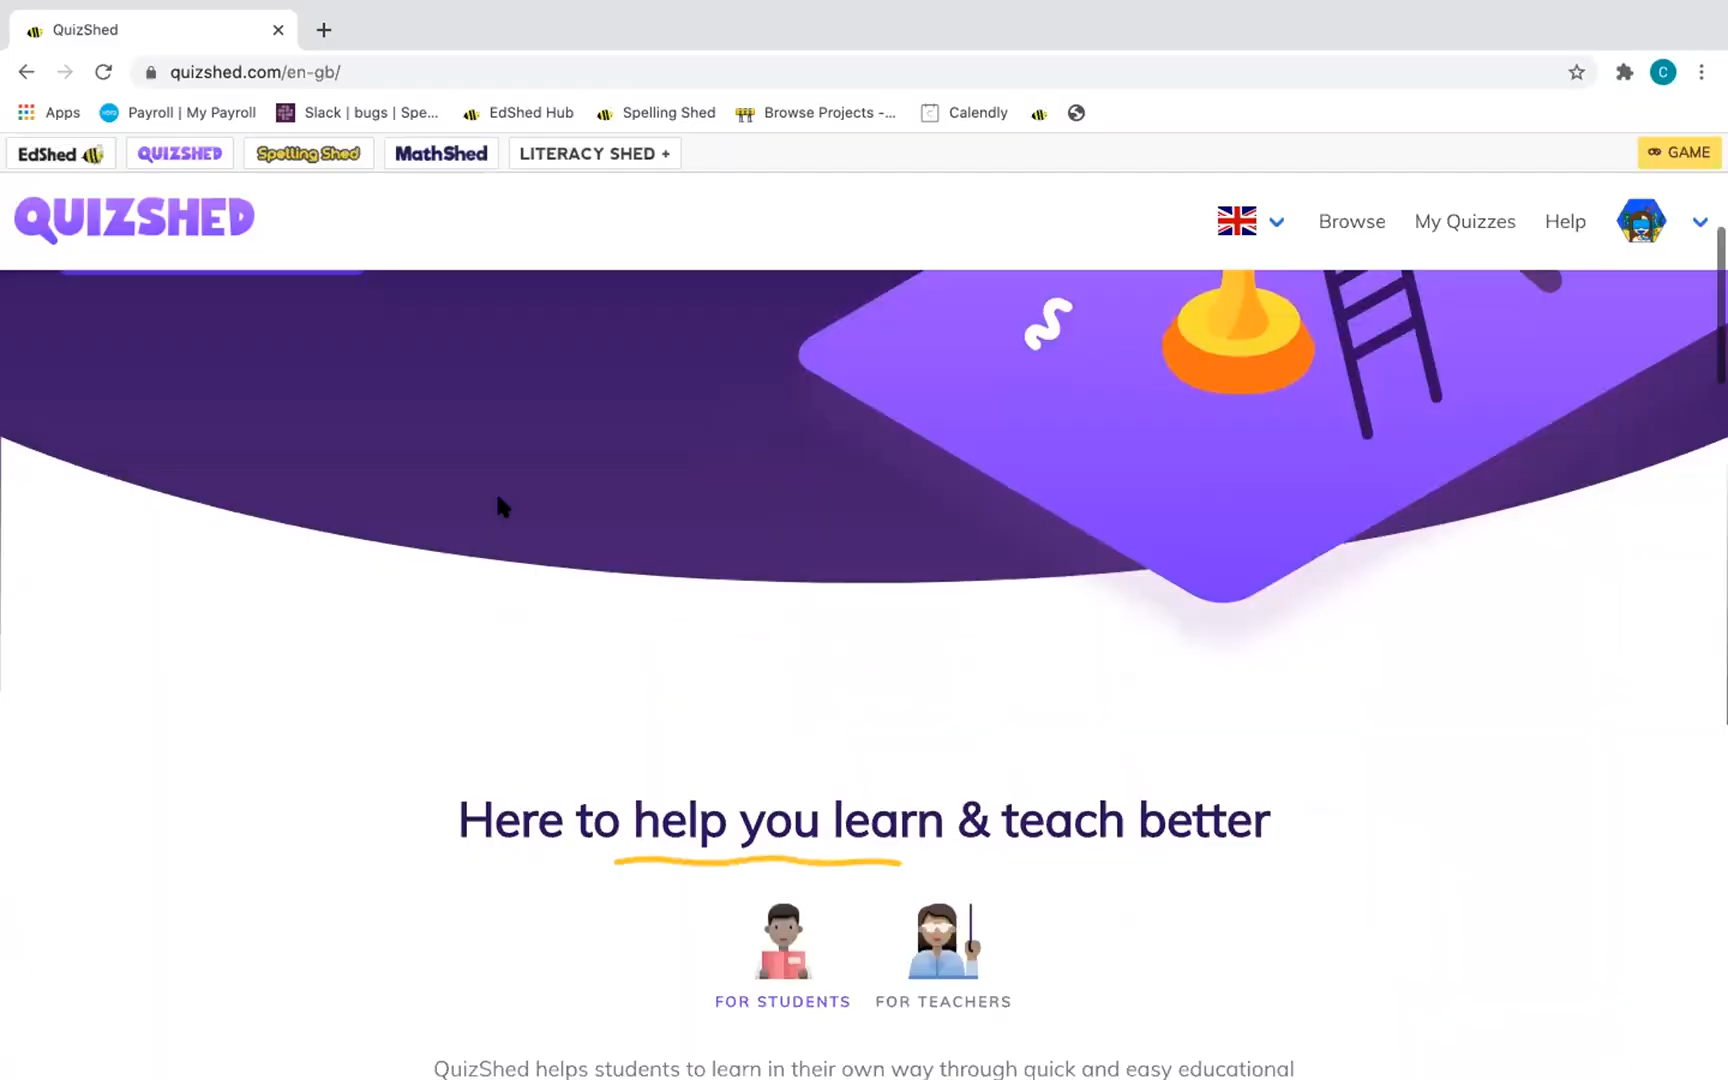 QuizShed
quizshed.com/en-gb/
C
Apps
Payroll | My Payroll
Slack | bugs | Spe...
EdShed Hub
Spelling Shed
Browse Projects -...
Calendly
EdShed
QUIZSHED
Spelling Shed
MathShed
LITERACY SHED +
GAME
QUIZSHED
Browse
My Quizzes
Help
Here to help you learn & teach better
FOR STUDENTS
FOR TEACHERS
QuizShed helps students to learn in their own way through quick and easy educational